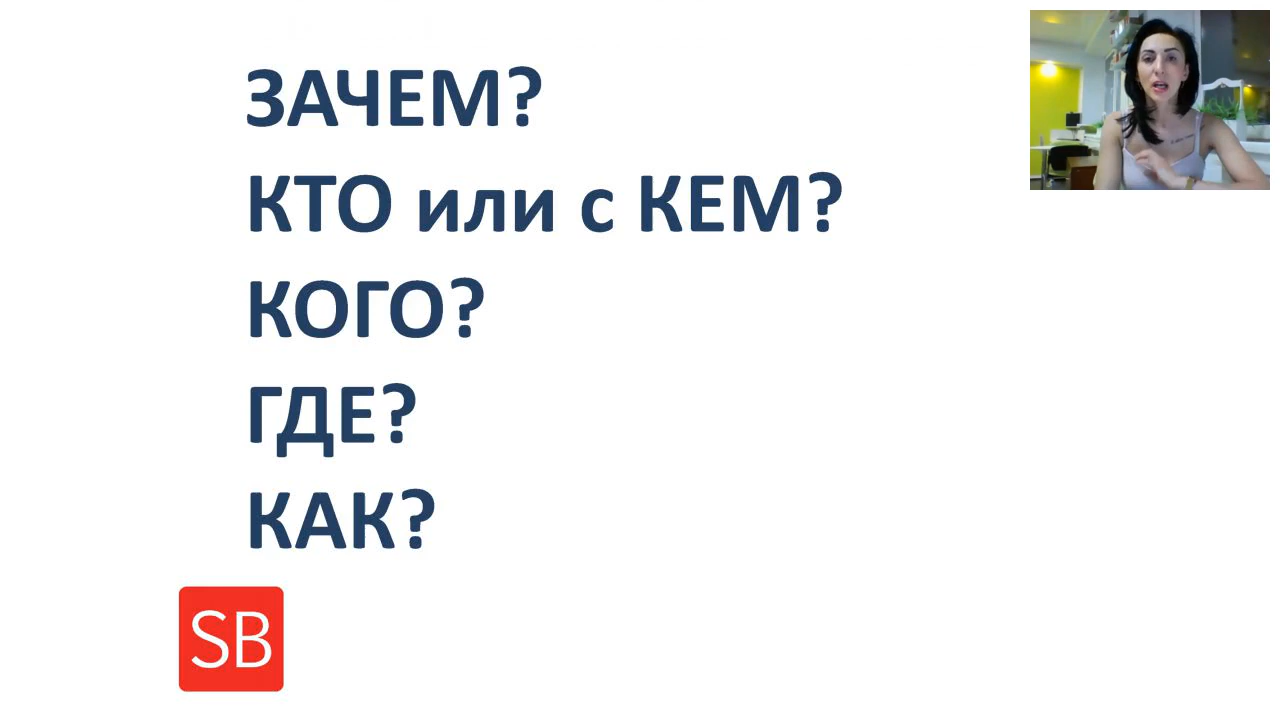 ЗАЧЕМ?
КТО или с КЕМ?
КОГО?
ГДЕ?
КАК?
SB